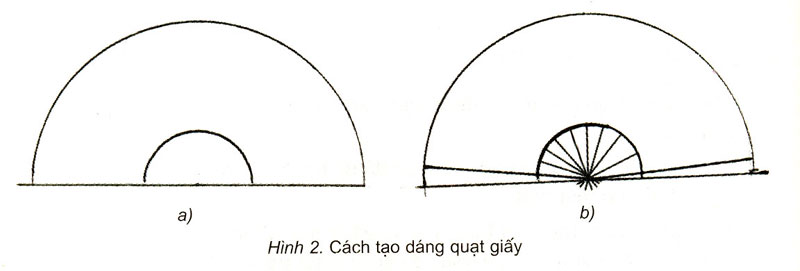 a)
b)
Hình 2. Cách tạo dáng quạt giấy